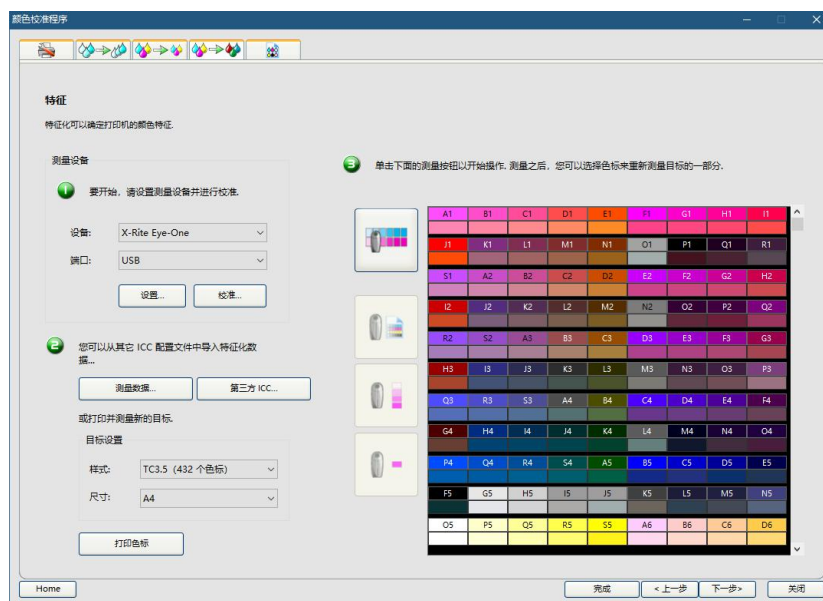 颜色校准程序
特征
特征化可以确定打印机的颜色特征.
测量设备
要开始, 请设置测量设备并进行校准.
设备: X-Rite Eye-One
端口: USB
设置... 校准...
您可以从其它 ICC 配置文件中导入特征化数
据...
测量数据... 第三方 ICC...
或打印并测量新的目标.
目标设置
样式: TC3.5 (432 个色标)
尺寸: A4
打印色标
单击下面的测量按钮以开始操作. 测量之后, 您可以选择色标来重新测量目标的一部分.
A1 B1 C1 D1 E1 F1 G1 H1 I1
J1 K1 L1 M1 N1 O1 P1 Q1 R1
S1 A2 B2 C2 D2 E2 F2 G2 H2
I2 J2 K2 L2 M2 N2 O2 P2 Q2
R2 S2 A3 B3 C3 D3 E3 F3 G3
H3 I3 J3 K3 L3 M3 N3 O3 P3
Q3 R3 S3 A4 B4 C4 D4 E4 F4
G4 H4 I4 J4 K4 L4 M4 N4 O4
P4 Q4 R4 S4 A5 B5 C5 D5 E5
F5 G5 H5 I5 J5 K5 L5 M5 N5
O5 P5 Q5 R5 S5 A6 B6 C6 D6
Home 完成 <上一步 下一步> 关闭